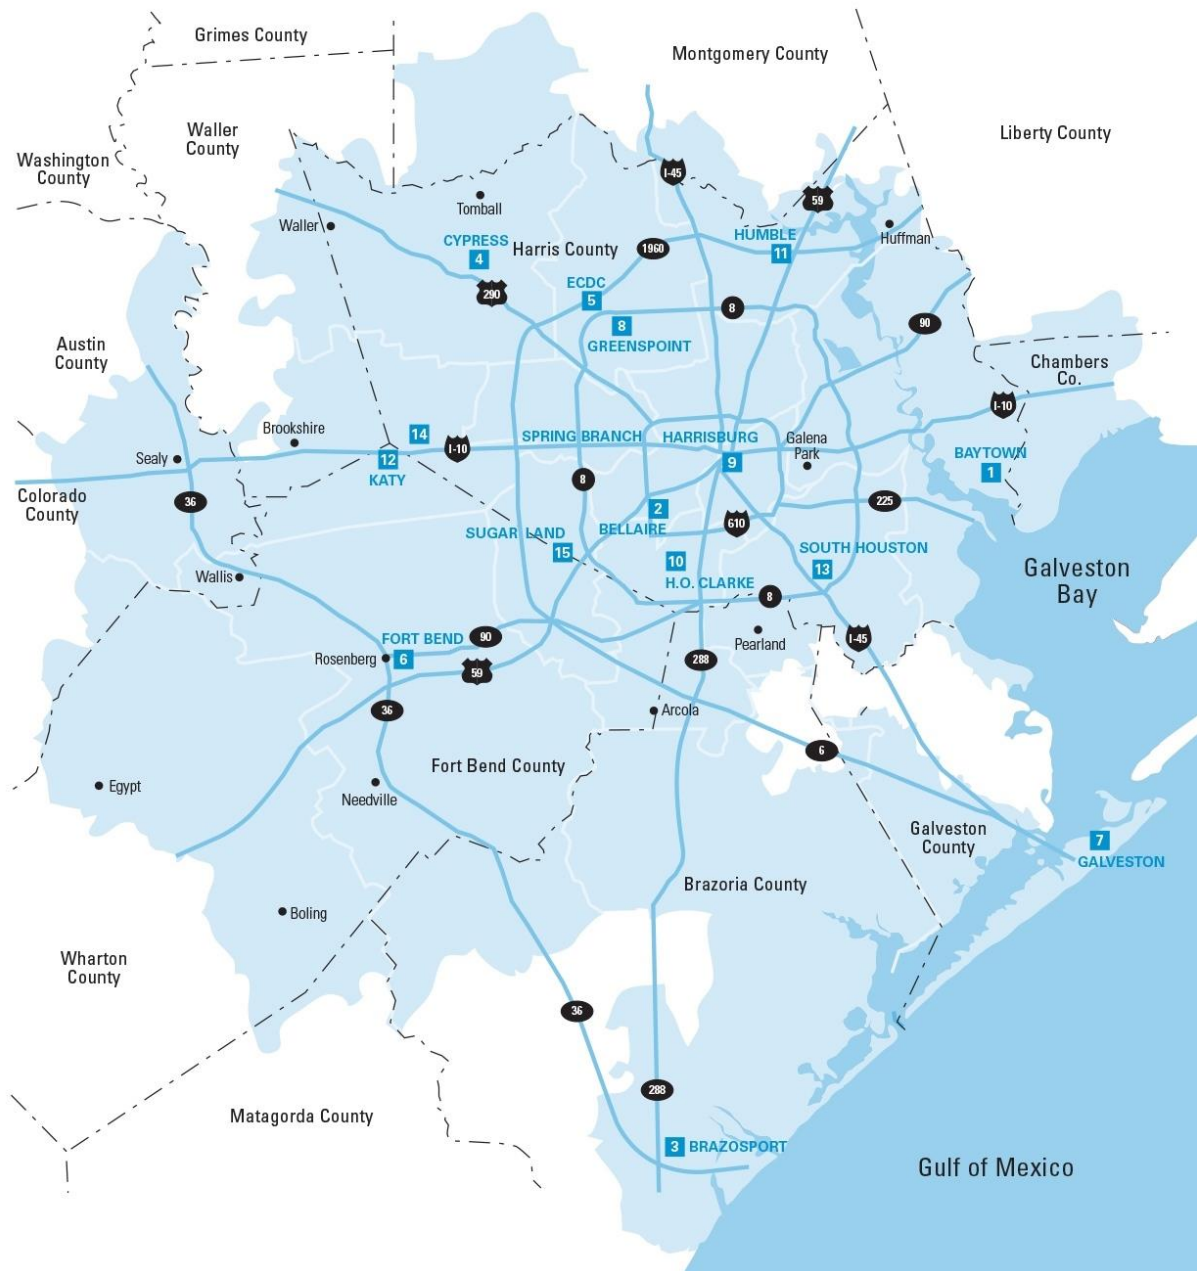 Grimes County
Montgomery County
Waller
County
Liberty County
Washington
County
I-45
59
Tomball
Waller
CYPRESS
4
Harris County
1960
HUMBLE
11
Huffman
ECDC
5
290
8
GREENSPOINT
8
90
Austin
County
Chambers
Co.
I-10
Brookshire
14
I-10
SPRING BRANCH
HARRISBURG
9
Galena
Park
BAYTOWN
1
Sealy
12
KATY
8
Colorado
County
36
2
BELLAIRE
610
225
SUGAR LAND
15
10
H.O. CLARKE
SOUTH HOUSTON
13
Galveston
Bay
Wallis
8
FORT BEND
90
Rosenberg
6
59
Pearland
I-45
288
36
Arcola
6
Fort Bend County
Egypt
Needville
Galveston
County
7
GALVESTON
Brazoria County
Boling
Wharton
County
36
288
Matagorda County
3 BRAZOSPORT
Gulf of Mexico